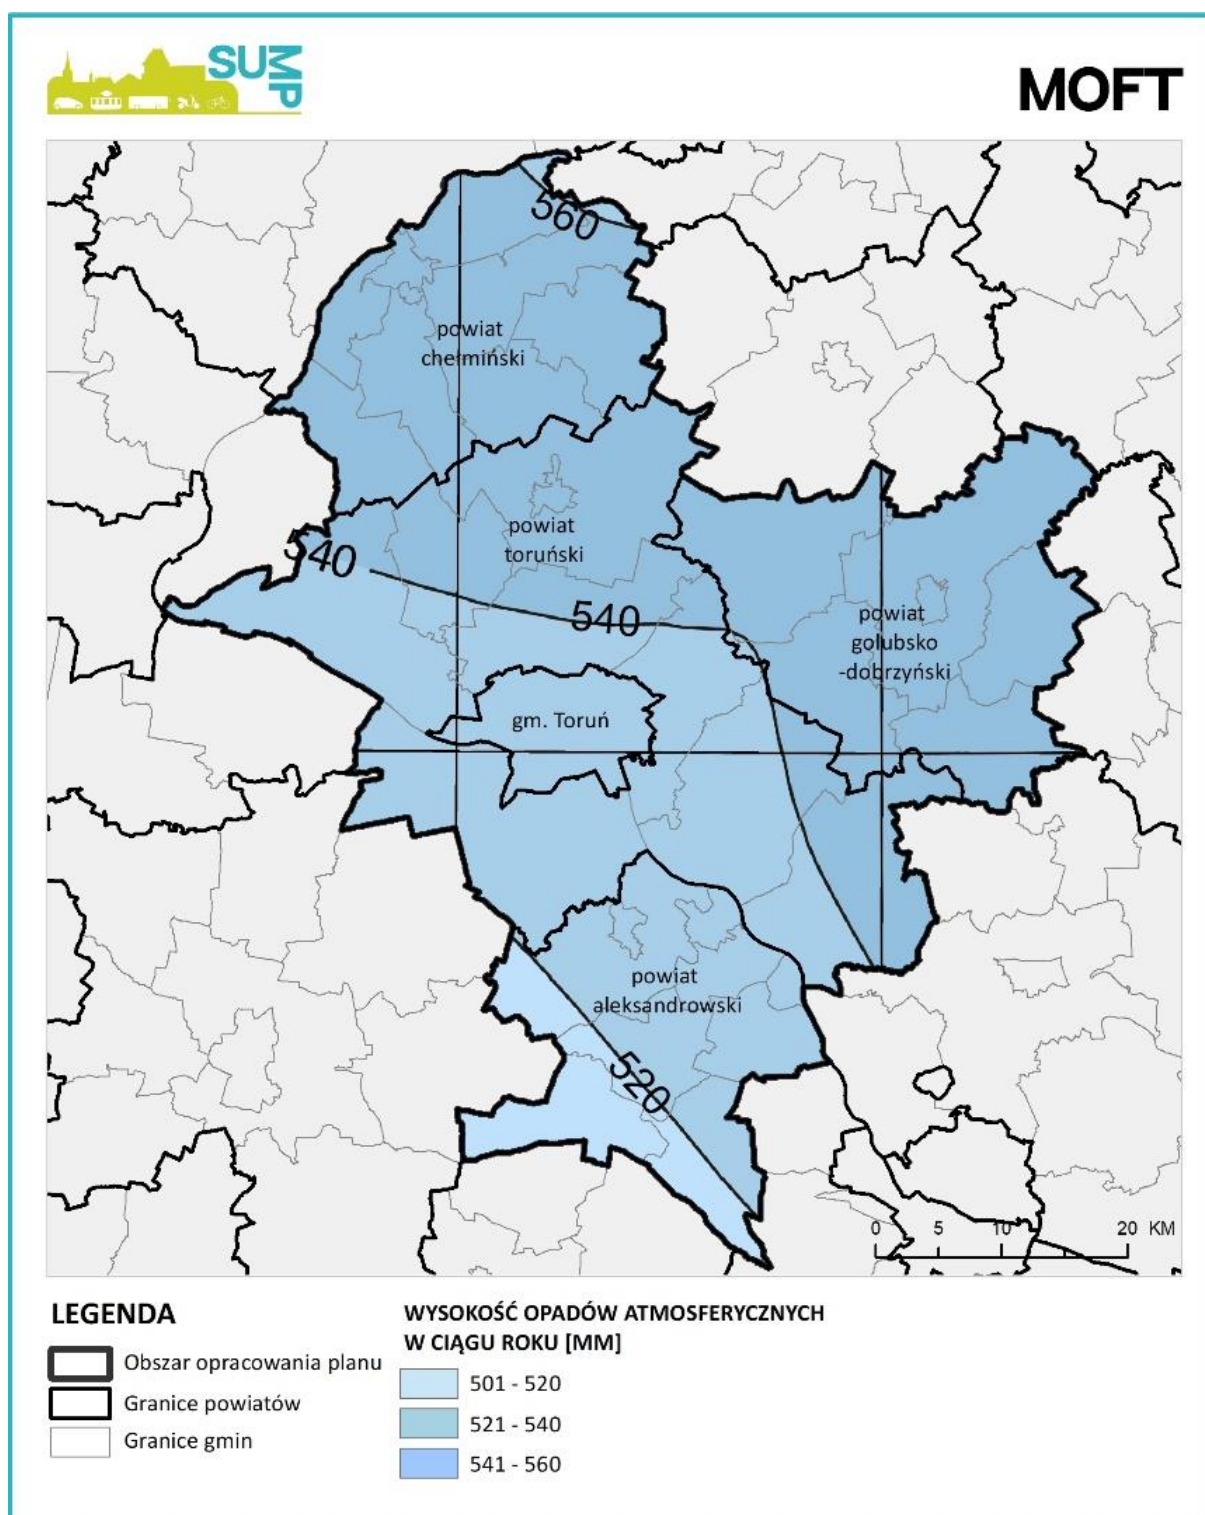 SUMP
MOFT
560
powiat
chełmiński
powiat
toruński
540
540
powiat
golubsko
-dobrzyński
gm. Toruń
powiat
aleksandrowski
520
0 5 10 20 KM
LEGENDA
Obszar opracowania planu
Granice powiatów
Granice gmin
WYSOKOŚĆ OPADÓW ATMOSFERYCZNYCH
W CIĄGU ROKU [MM]
501 - 520
521 - 540
541 - 560